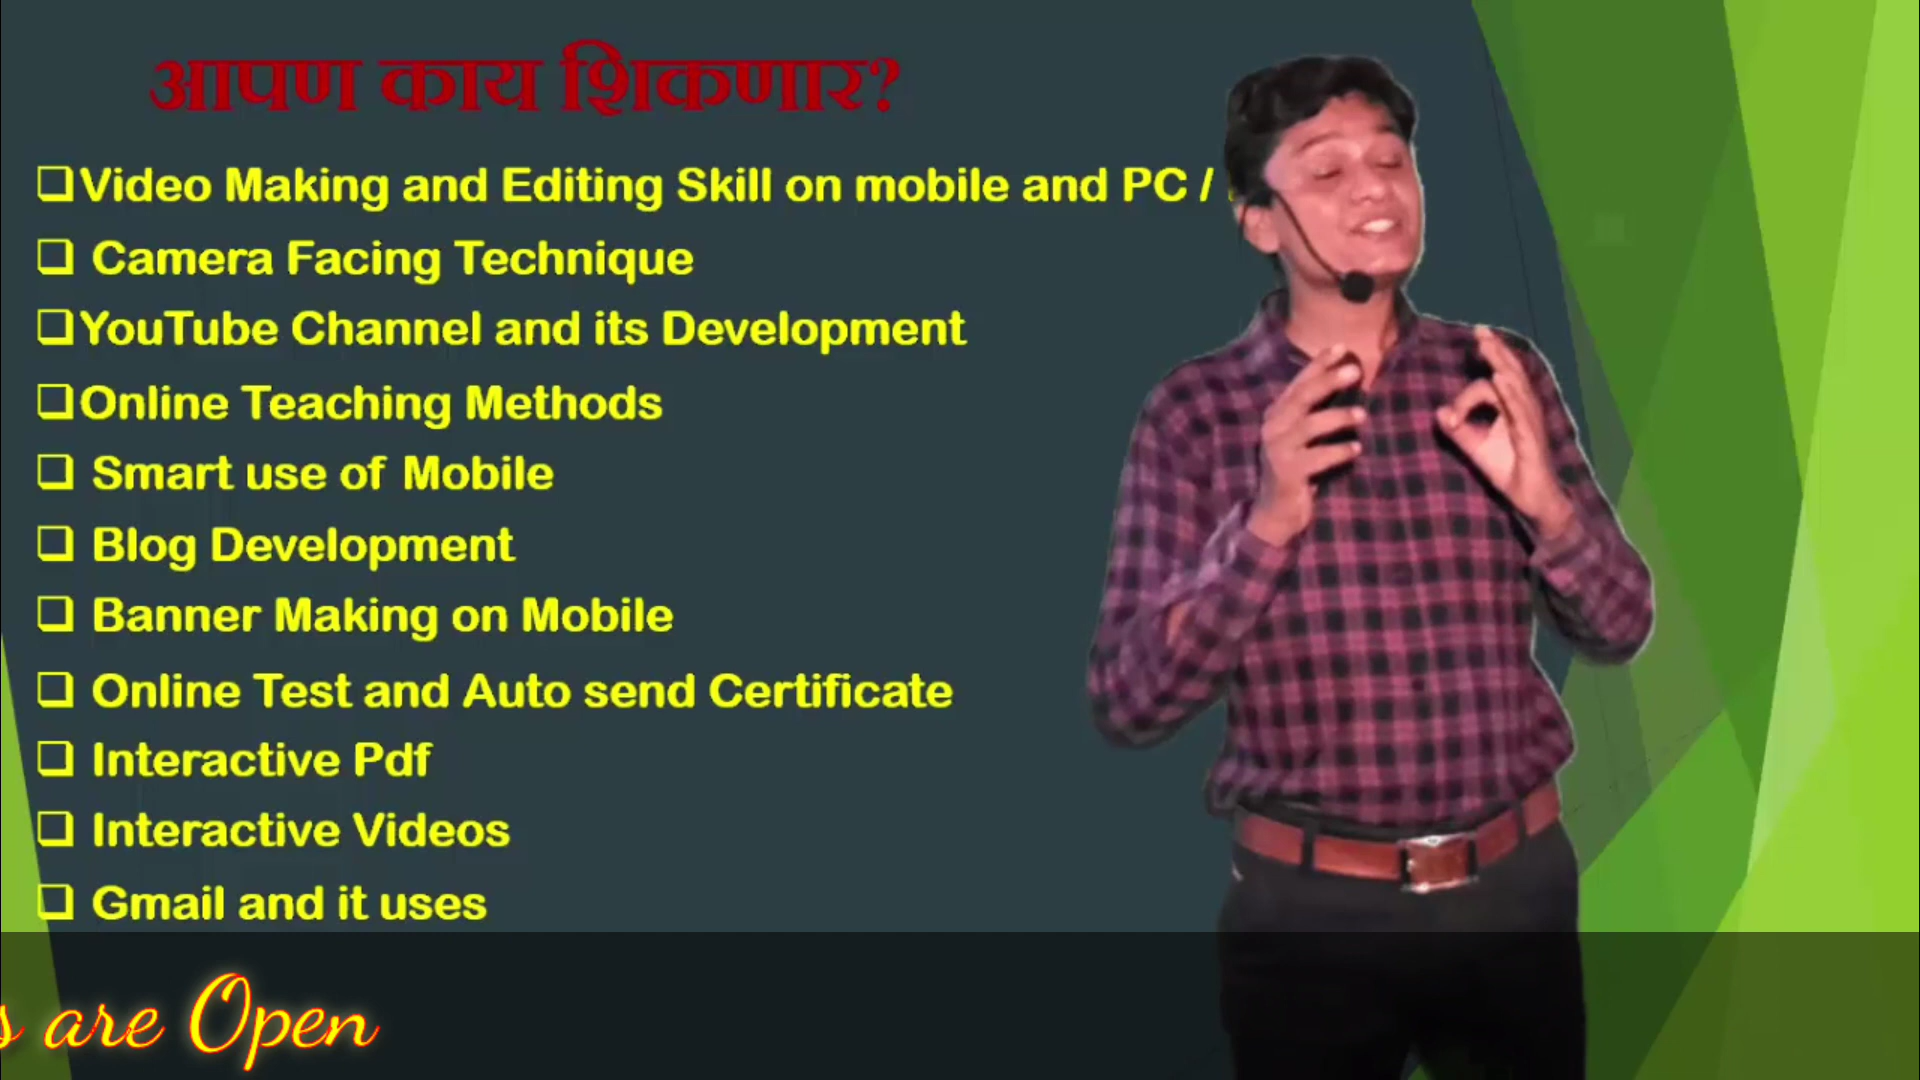 आपण काय शिकणार?
Video Making and Editing Skill on mobile and PC /
Camera Facing Technique
YouTube Channel and its Development
Online Teaching Methods
Smart use of Mobile
Blog Development
Banner Making on Mobile
Online Test and Auto send Certificate
Interactive Pdf
Interactive Videos
Gmail and it uses
are Open